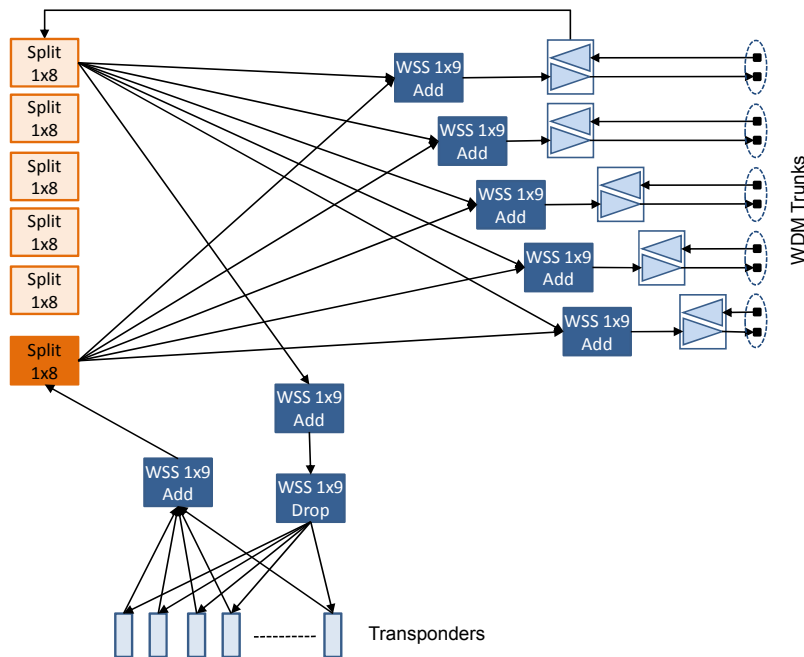 Split
1x8
Split
1x8
Split
1x8
Split
1x8
Split
1x8
Split
1x8
WSS 1x9
Add
WSS 1x9
Add
WSS 1x9
Add
WSS 1x9
Add
WSS 1x9
Add
WDM Trunks
WSS 1x9
Add
WSS 1x9
Add
WSS 1x9
Drop
Transponders